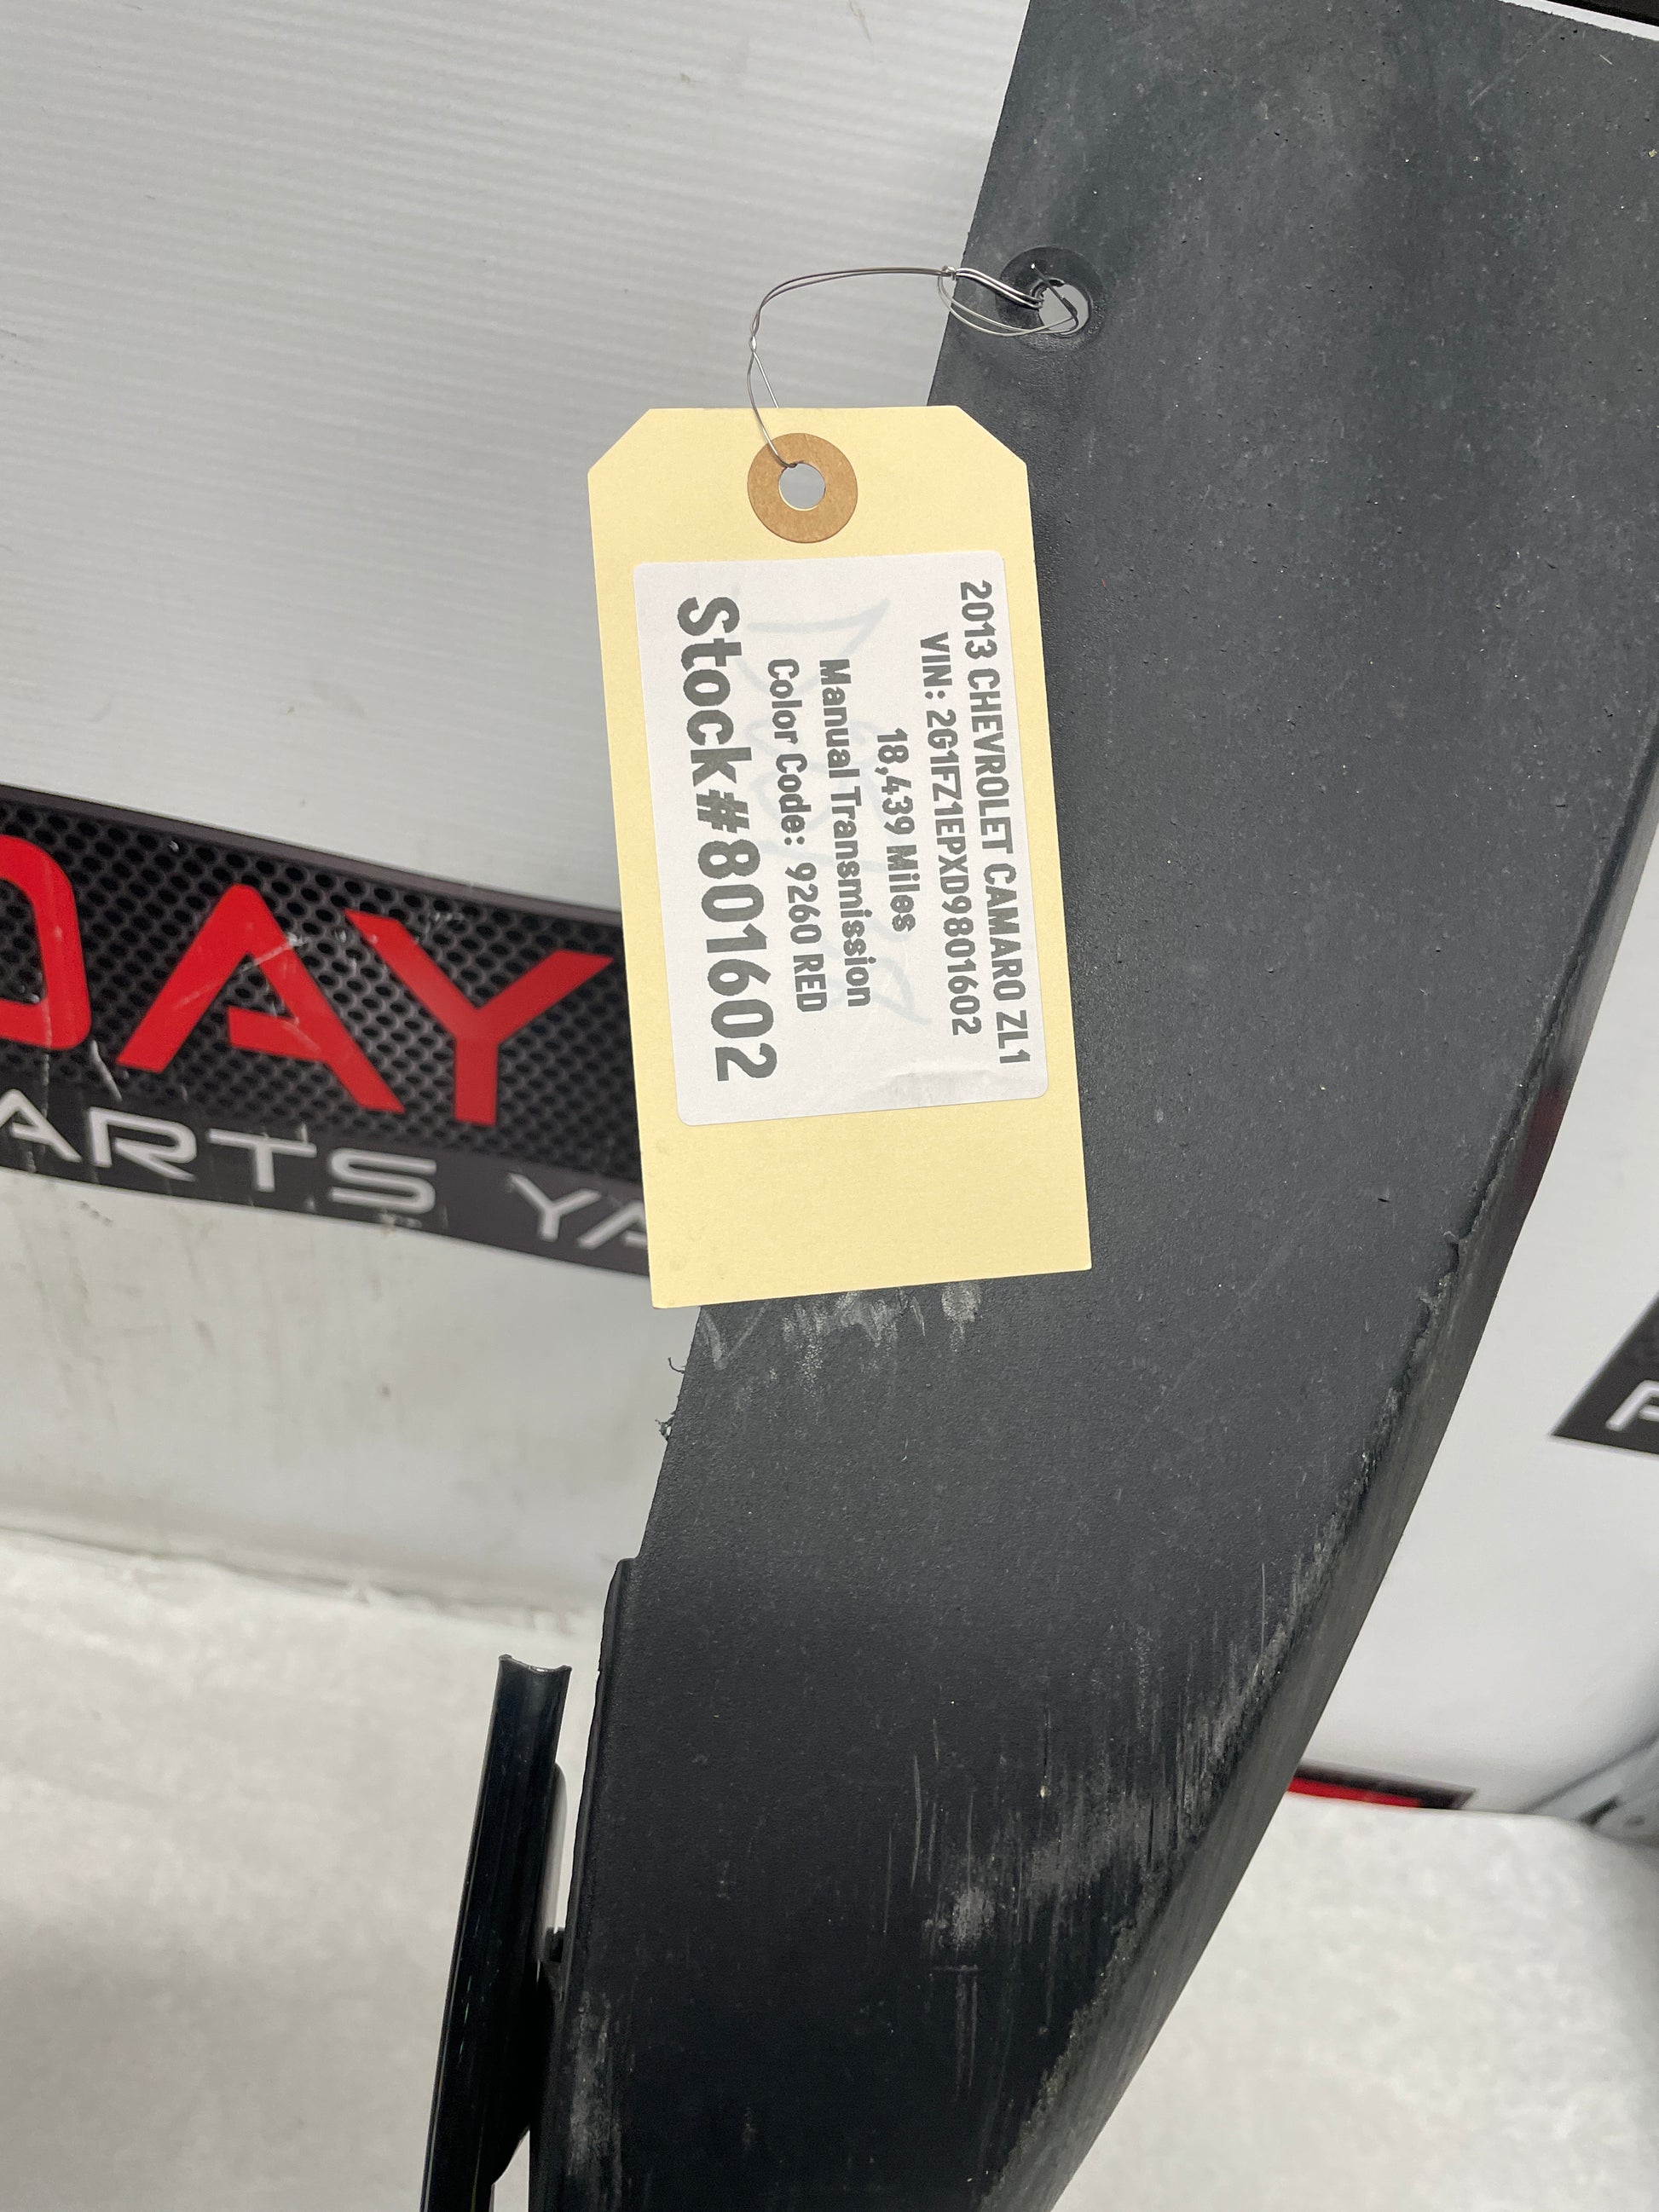 2013 CHEVROLET CAMARO ZL1
VIN: 2G1FZ1EPXD9801602
18,439 Miles
Manual Transmission
Color Code: 9260 RED
Stock#801602
DAY
ARTS YA